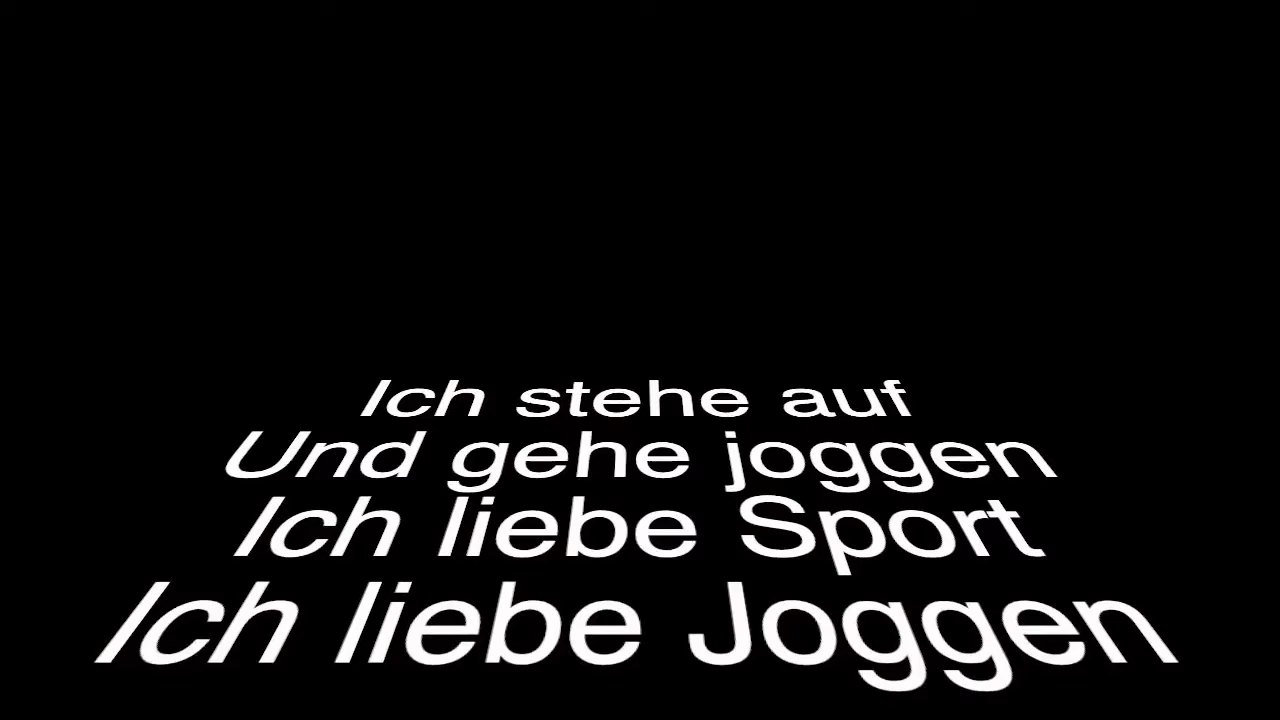 Ich stehe auf
Und gehe joggen
Ich liebe Sport
Ich liebe Joggen